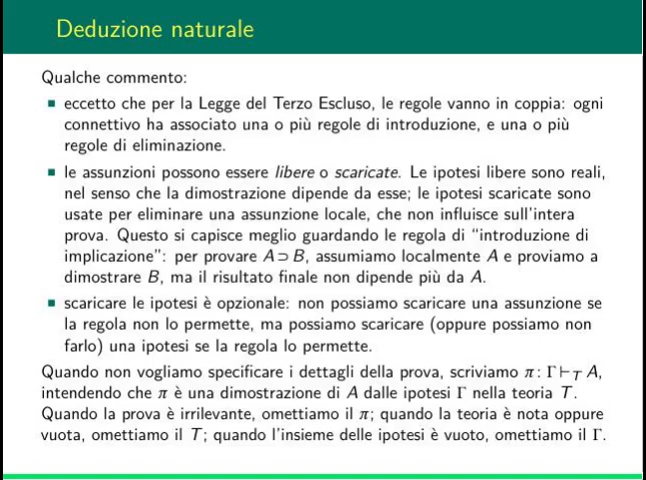 Deduzione naturale
Qualche commento:
▪ eccetto che per la Legge del Terzo Escluso, le regole vanno in coppia: ogni
connettivo ha associato una o più regole di introduzione, e una o più
regole di eliminazione.
▪ le assunzioni possono essere libere o scaricate. Le ipotesi libere sono reali,
nel senso che la dimostrazione dipende da esse; le ipotesi scaricate sono
usate per eliminare una assunzione locale, che non influisce sull'intera
prova. Questo si capisce meglio guardando le regola di “introduzione di
implicazione”: per provare A ⊃ B, assumiamo localmente A e proviamo a
dimostrare B, ma il risultato finale non dipende più da A.
▪ scaricare le ipotesi è opzionale: non possiamo scaricare una assunzione se
la regola non lo permette, ma possiamo scaricare (oppure possiamo non
farlo) una ipotesi se la regola lo permette.
Quando non vogliamo specificare i dettagli della prova, scriviamo π: Γ ⊢_T A,
intendendo che π è una dimostrazione di A dalle ipotesi Γ nella teoria T.
Quando la prova è irrilevante, omettiamo il π; quando la teoria è nota oppure
vuota, omettiamo il T; quando l'insieme delle ipotesi è vuoto, omettiamo il Γ.